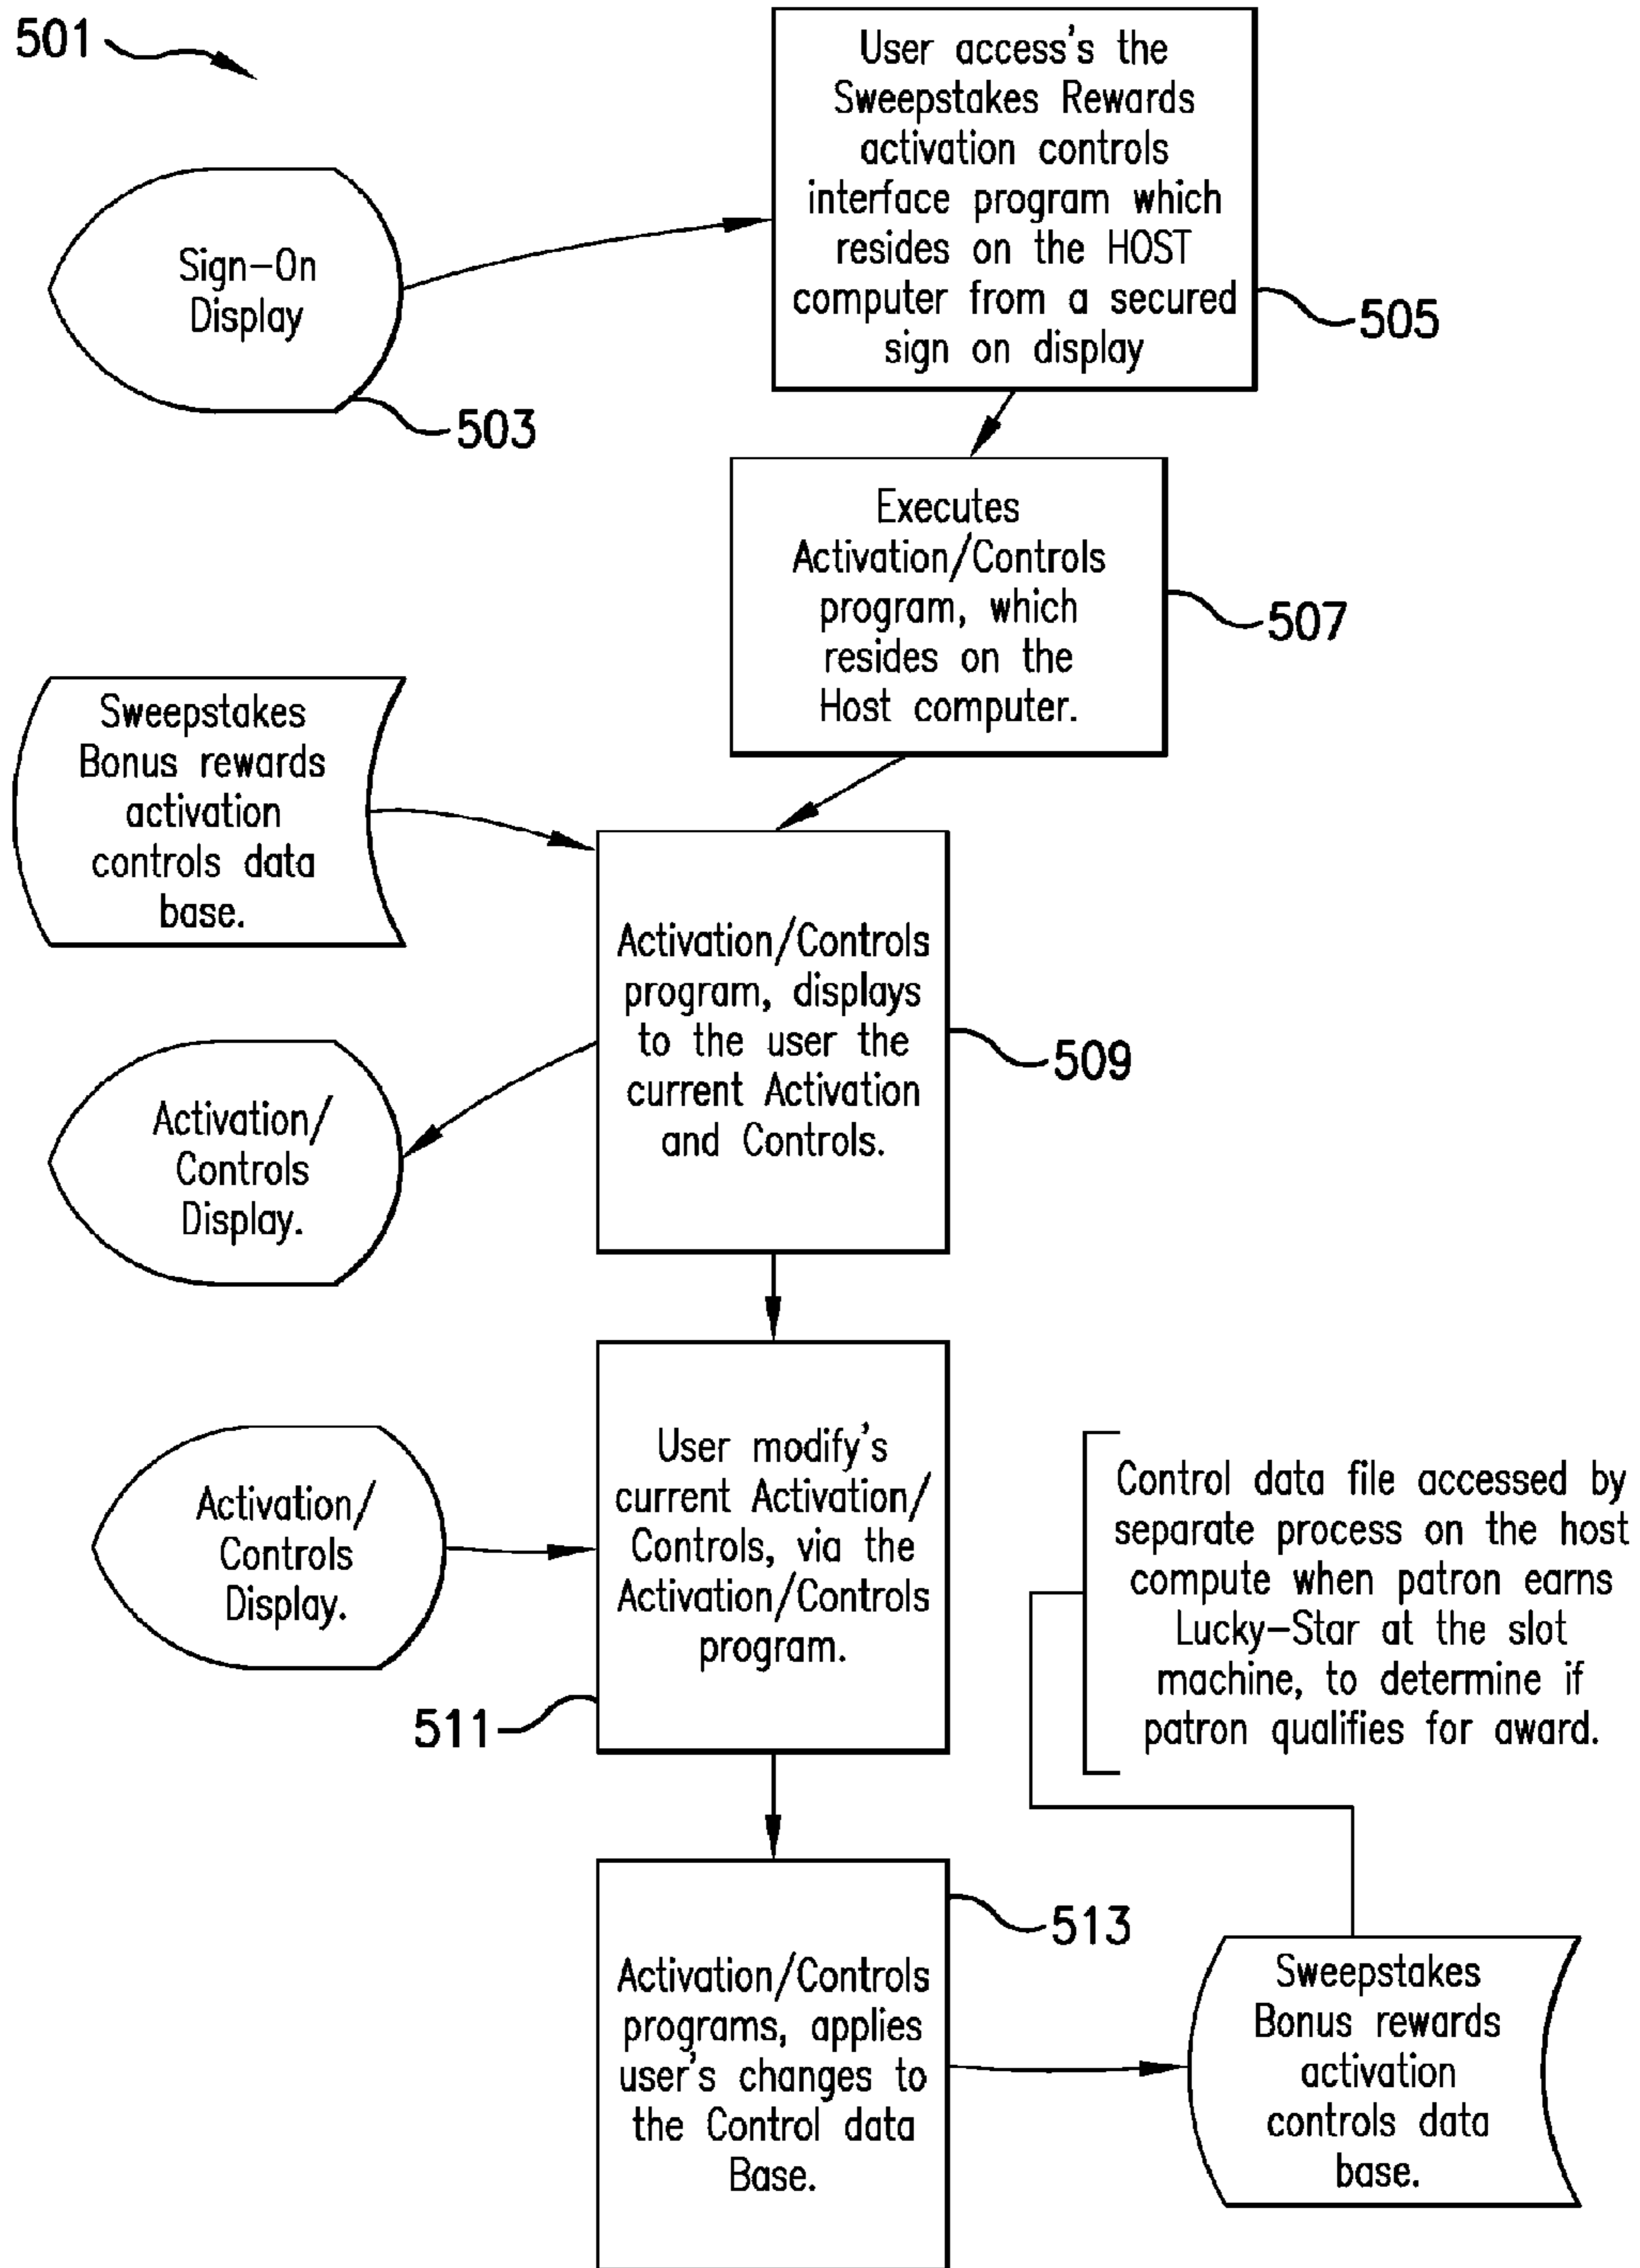 501
User access's the
Sweepstakes Rewards
activation controls
interface program which
resides on the HOST
computer from a secured
sign on display
505
Sign-On
Display
503
Executes
Activation/Controls
program, which
resides on the
Host computer.
507
Sweepstakes
Bonus rewards
activation
controls data
base.
Activation/Controls
program, displays
to the user the
current Activation
and Controls.
509
Activation/
Controls
Display.
User modify's
current Activation/
Controls, via the
Activation/Controls
program.
511
Activation/
Controls
Display.
Control data file accessed by
separate process on the host
compute when patron earns
Lucky-Star at the slot
machine, to determine if
patron qualifies for award.
513
Activation/Controls
programs, applies
user's changes to
the Control data
Base.
Sweepstakes
Bonus rewards
activation
controls data
base.